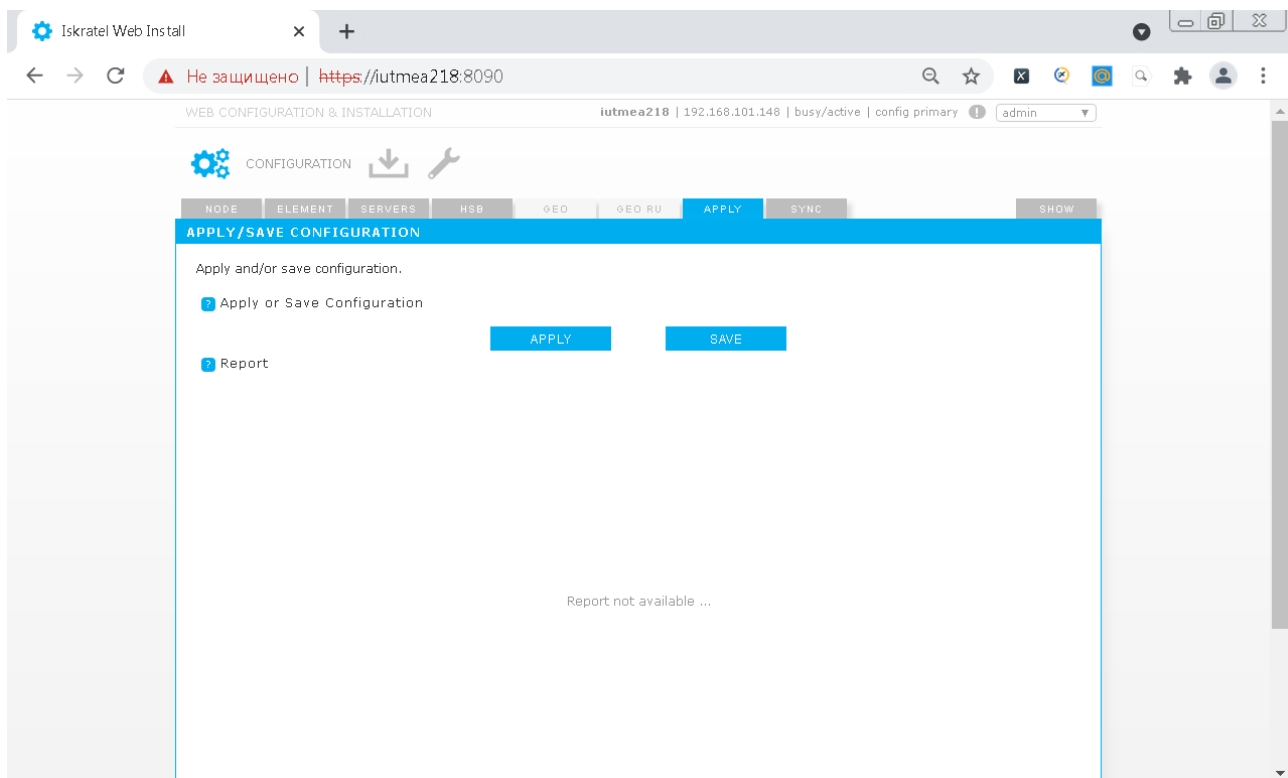 Iskratel Web Install
Не защищено | https://iutmea218:8090
WEB CONFIGURATION & INSTALLATION
iutmea218 | 192.168.101.148 | busy/active | config primary
admin
CONFIGURATION
NODE ELEMENT SERVERS HSB GEO GEO RU APPLY SYNC SHOW
APPLY/SAVE CONFIGURATION
Apply and/or save configuration.
? Apply or Save Configuration
APPLY SAVE
? Report
Report not available ...